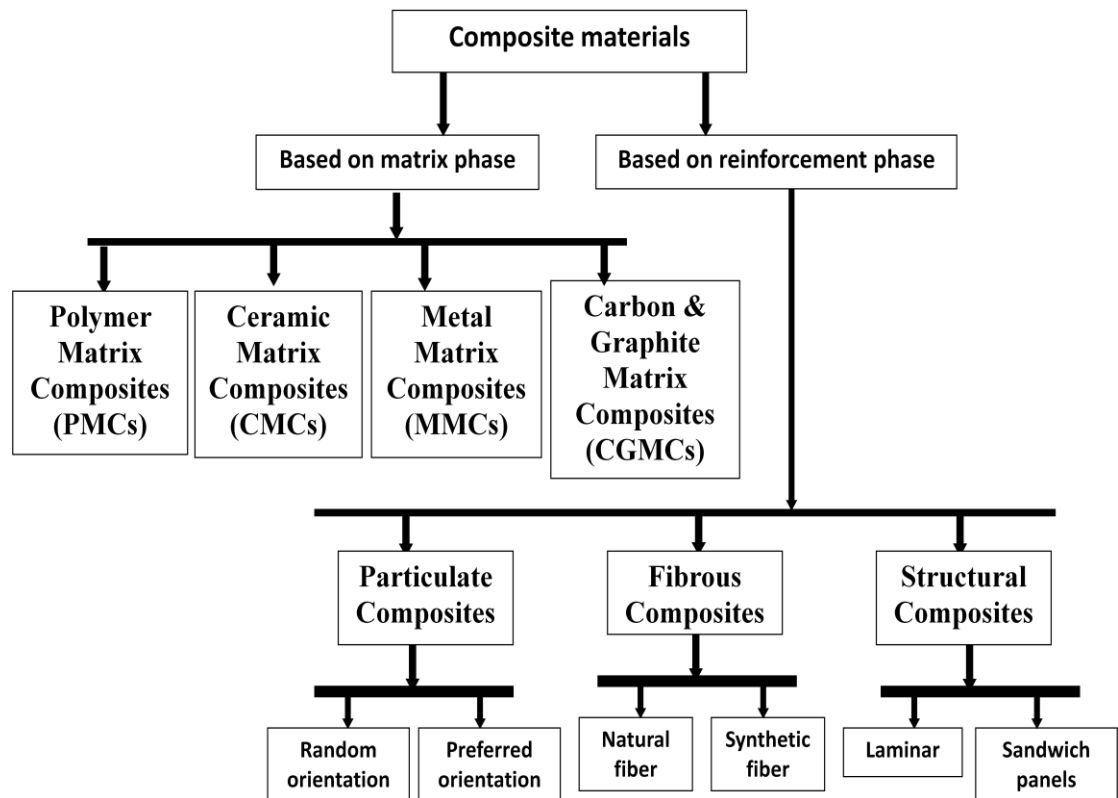 Composite materials
Based on matrix phase
Based on reinforcement phase
Polymer
Matrix
Composites
(PMCs)
Ceramic
Matrix
Composites
(CMCs)
Metal
Matrix
Composites
(MMCs)
Carbon &
Graphite
Matrix
Composites
(CGMCs)
Particulate
Composites
Fibrous
Composites
Structural
Composites
Random
orientation
Preferred
orientation
Natural
fiber
Synthetic
fiber
Laminar
Sandwich
panels